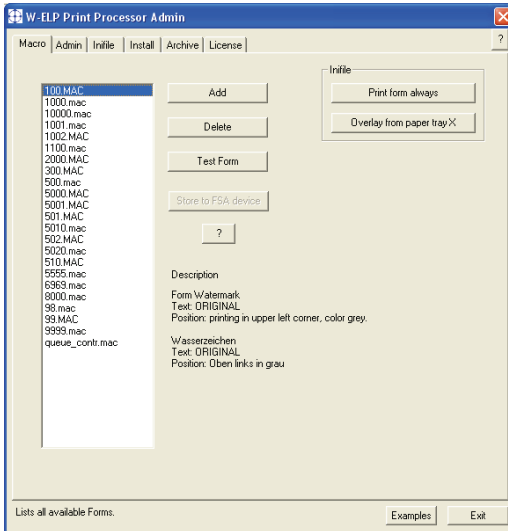 W-ELP Print Processor Admin
Macro Admin Inifile Install Archive License
?
100.MAC
1000.mac
10000.mac
1001.mac
1002.MAC
1100.mac
2000.MAC
300.MAC
500.mac
5000.MAC
5001.MAC
501.MAC
5010.mac
502.MAC
5020.mac
510.MAC
5555.mac
6969.mac
8000.mac
98.mac
99.MAC
9999.mac
queue_contr.mac
Add
Delete
Test Form
Store to FSA device
?
Inifile
Print form always
Overlay from paper tray X
Description
Form Watermark
Text: ORIGINAL
Position: printing in upper left corner, color grey.
Wasserzeichen
Text: ORIGINAL
Position: Oben links in grau
Lists all available Forms.
Examples
Exit